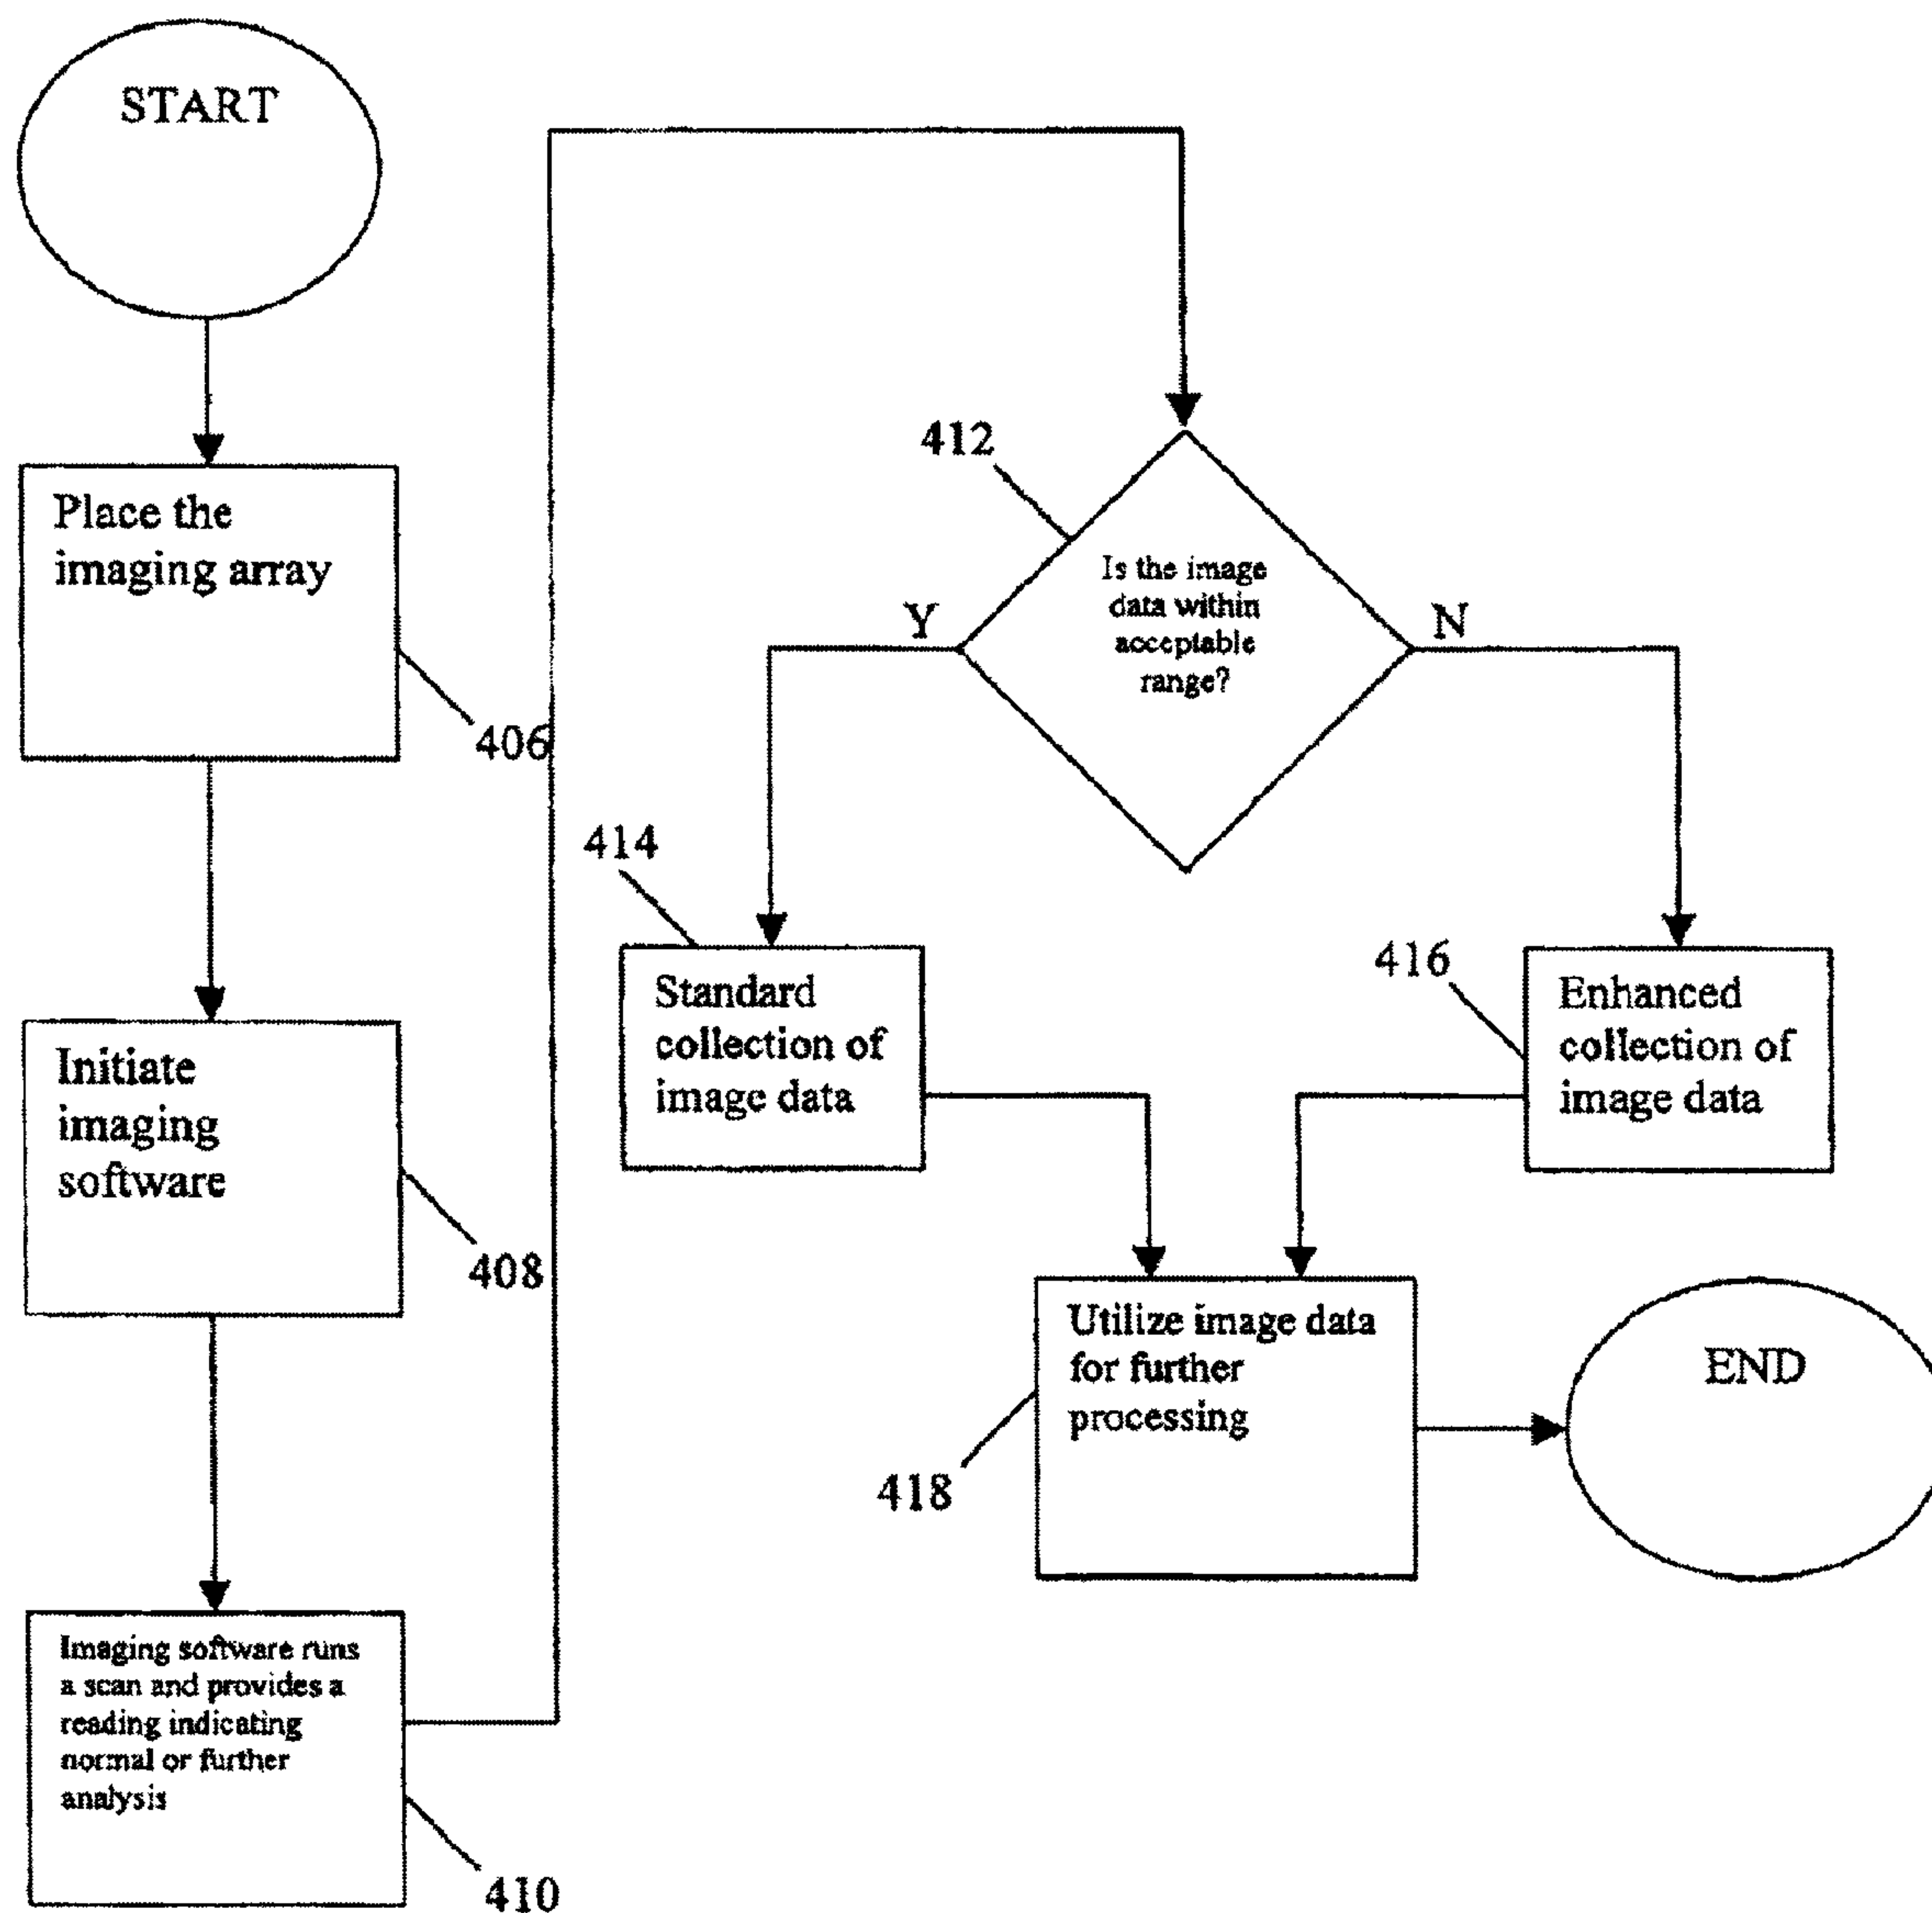 START
Place the
imaging array
406
Initiate
imaging
software
408
Imaging software runs
a scan and provides a
reading indicating
normal or further
analysis
410
412
Is the image
data within
acceptable
range?
Y
N
414
Standard
collection of
image data
416
Enhanced
collection of
image data
Utilize image data
for further
processing
418
END